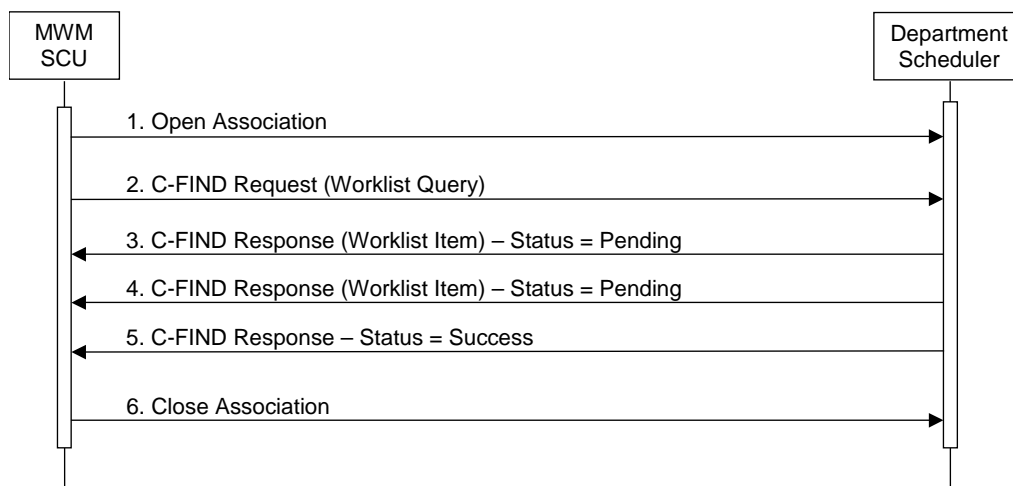 MWM
SCU
Department
Scheduler
1. Open Association
2. C-FIND Request (Worklist Query)
3. C-FIND Response (Worklist Item) – Status = Pending
4. C-FIND Response (Worklist Item) – Status = Pending
5. C-FIND Response – Status = Success
6. Close Association